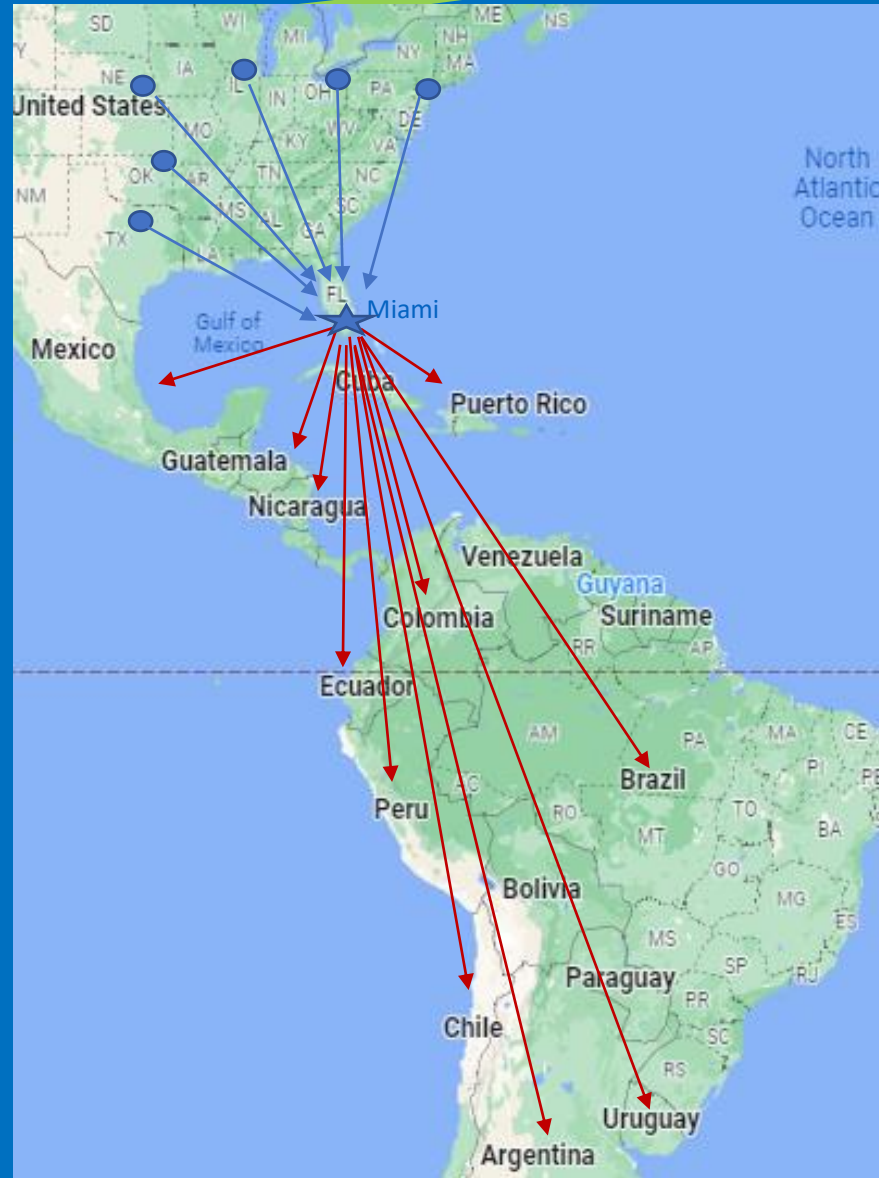 SD
WI
MI
ME
NS
NH
NY
MA
NE
IA
IL
IN
OH
PA
United States
DE
MO
KY
WV
VA
OK
AR
TN
NC
NM
MS
AL
SC
GA
TX
LA
North
Atlantic
Ocean
FL
Miami
Gulf of
Mexico
Mexico
Cuba
Puerto Rico
Guatemala
Nicaragua
Venezuela
Guyana
Colombia
Suriname
RR
AP
Ecuador
AM
PA
MA
CE
PI
Brazil
AC
Peru
RO
TO
MT
BA
GO
Bolivia
MG
ES
MS
Paraguay
SP
RJ
PR
Chile
SC
RS
Uruguay
Argentina